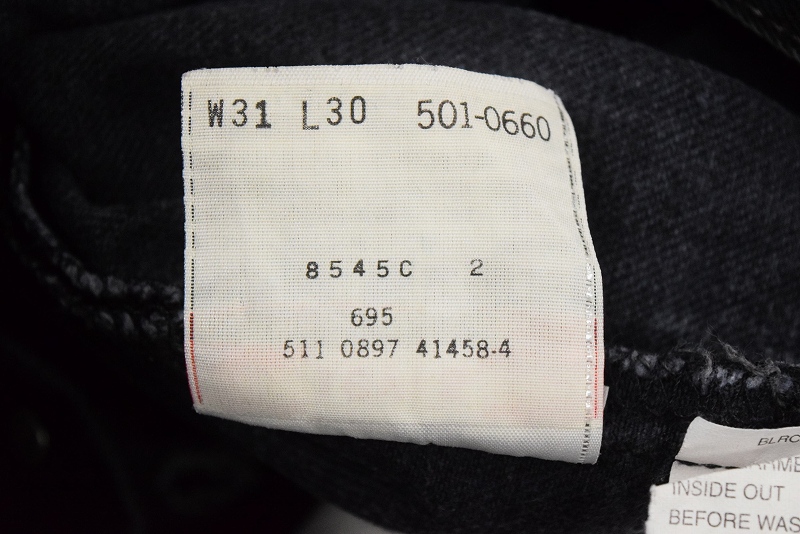 W31 L30 501-0660
8545C 2
695
511 0897 41458-4
INSIDE OUT
BEFORE WAS